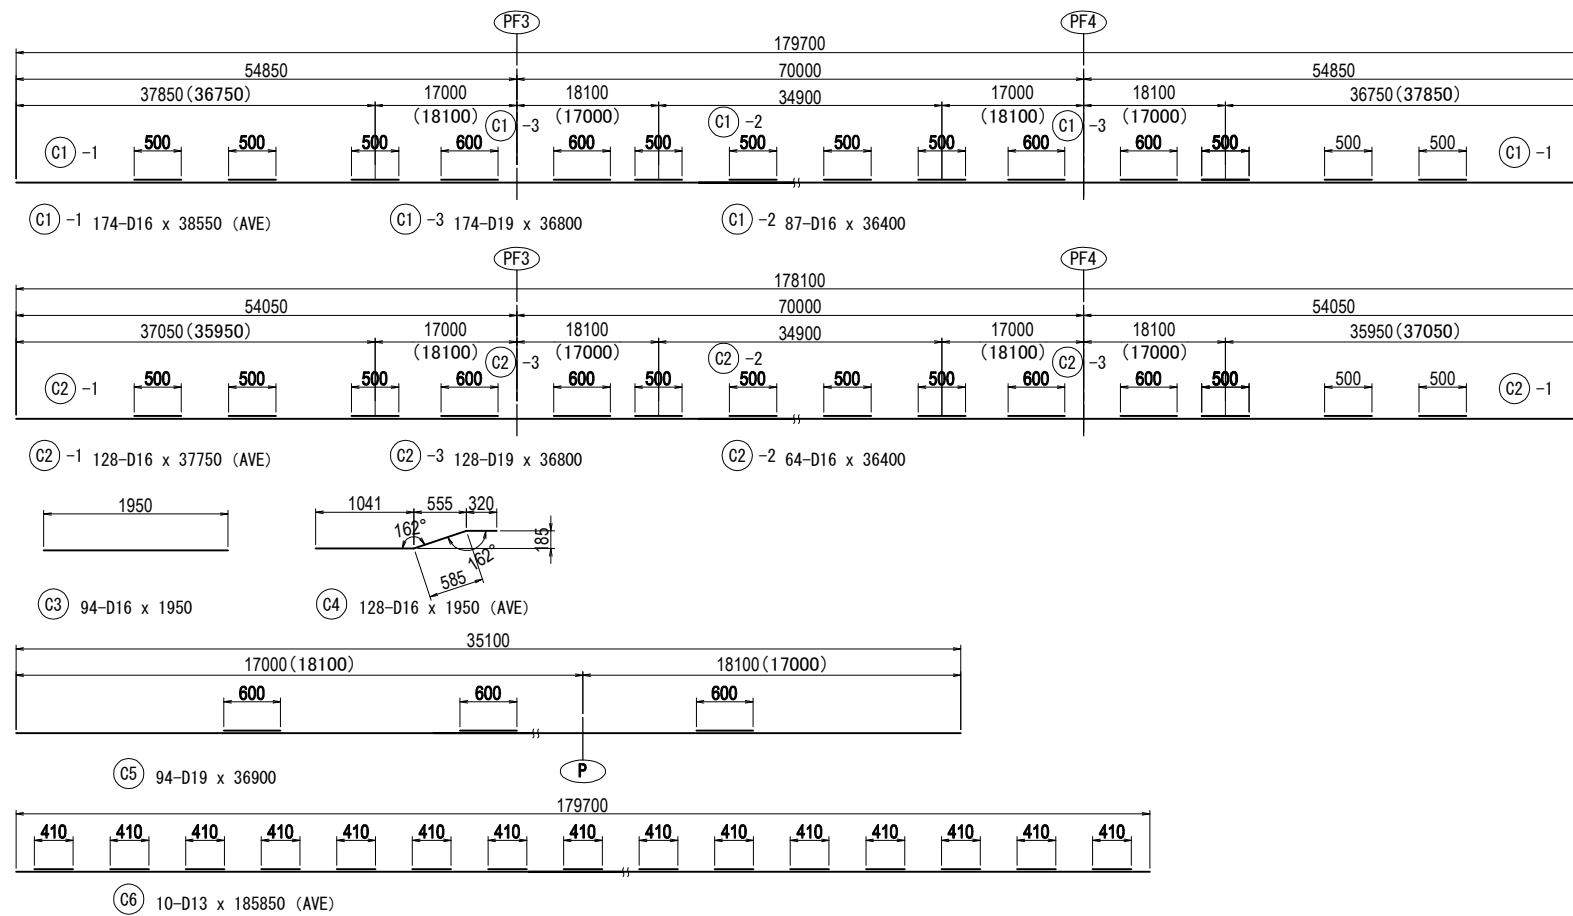 PF3 PF4
179700
54850 70000 54850
37850(36750) 17000 18100 34900 17000 18100 36750(37850)
(18100) C1 -3 (17000) C1 -2 (18100) C1 -3 (17000)
C1 -1 500 500 500 600 600 500 500 500 500 600 600 500 500 500 C1 -1
C1 -1 174-D16 x 38550 (AVE) C1 -3 174-D19 x 36800 C1 -2 87-D16 x 36400
PF3 PF4
178100
54050 70000 54050
37050(35950) 17000 18100 34900 17000 18100 35950(37050)
(18100) C2 -3 (17000) C2 -2 (18100) C2 -3 (17000)
C2 -1 500 500 500 600 600 500 500 500 500 600 600 500 500 500 C2 -1
C2 -1 128-D16 x 37750 (AVE) C2 -3 128-D19 x 36800 C2 -2 64-D16 x 36400
1950 1041 555 320
162° 185
162°
585
C3 94-D16 x 1950 C4 128-D16 x 1950 (AVE)
35100
17000(18100) 18100(17000)
600 600 600
C5 94-D19 x 36900 P
179700
410 410 410 410 410 410 410 410 410 410 410 410 410 410 410
C6 10-D13 x 185850 (AVE)